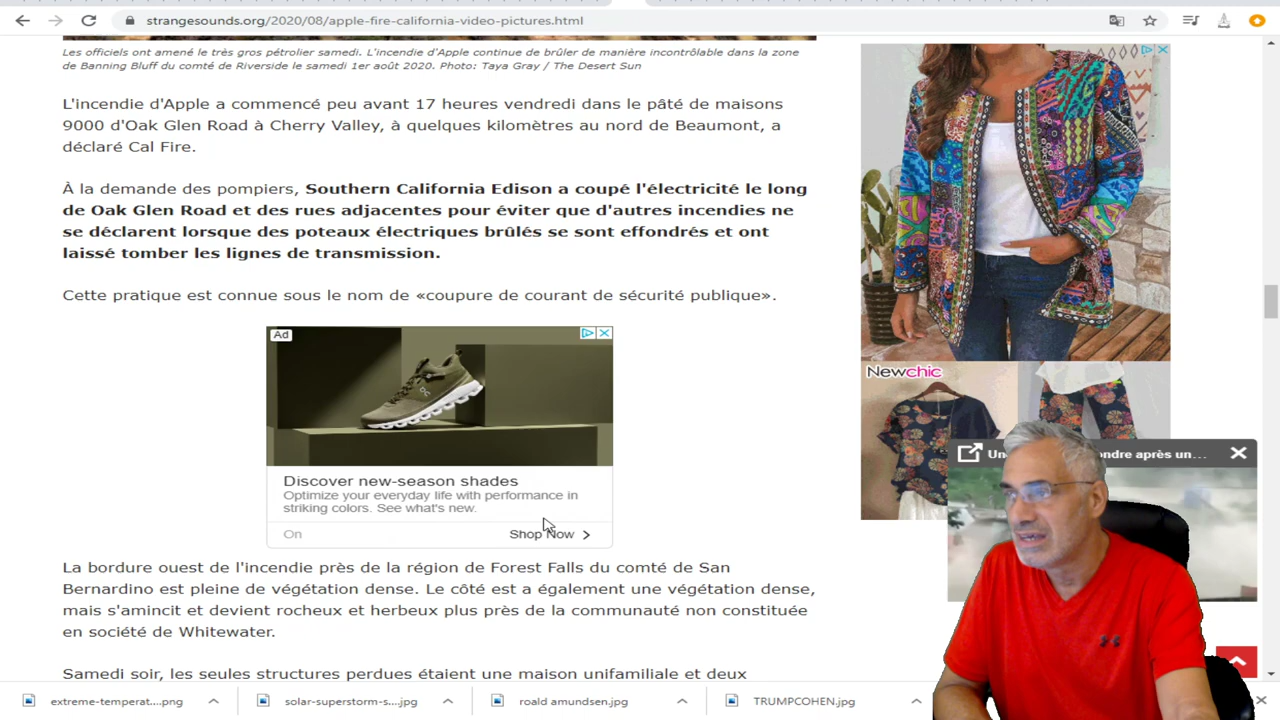 strangesounds.org/2020/08/apple-fire-california-video-pictures.html
Les officiels ont amené le très gros pétrolier samedi. L'incendie d'Apple continue de brûler de manière incontrôlable dans la zone
de Banning Bluff du comté de Riverside le samedi 1er août 2020. Photo: Taya Gray / The Desert Sun
L'incendie d'Apple a commencé peu avant 17 heures vendredi dans le pâté de maisons
9000 d'Oak Glen Road à Cherry Valley, à quelques kilomètres au nord de Beaumont, a
déclaré Cal Fire.
À la demande des pompiers, Southern California Edison a coupé l'électricité le long
de Oak Glen Road et des rues adjacentes pour éviter que d'autres incendies ne
se déclarent lorsque des poteaux électriques brûlés se sont effondrés et ont
laissé tomber les lignes de transmission.
Cette pratique est connue sous le nom de «coupure de courant de sécurité publique».
Ad
Discover new-season shades
Optimize your everyday life with performance in
striking colors. See what's new.
On
Shop Now
La bordure ouest de l'incendie près de la région de Forest Falls du comté de San
Bernardino est pleine de végétation dense. Le côté est a également une végétation dense,
mais s'amincit et devient rocheux et herbeux plus près de la communauté non constituée
en société de Whitewater.
Samedi soir, les seules structures perdues étaient une maison unifamiliale et deux
Newchic
après un...
extreme-temperat....png
solar-superstorm-s....jpg
roald amundsen.jpg
TRUMPCOHEN.jpg